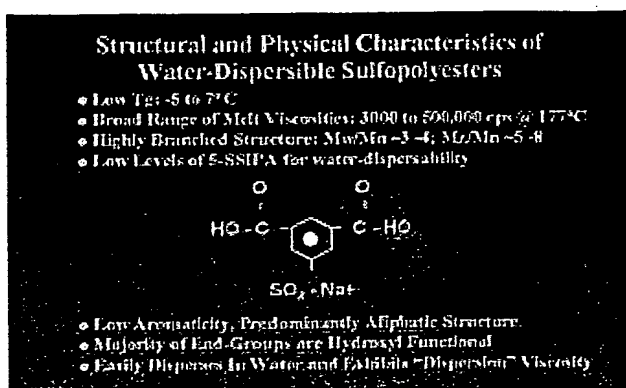 Structural and Physical Characteristics of
Water-Dispersible Sulfopolyesters
• Low Tg: -5 to 7°C
• Broad Range of Melt Viscosities: 3000 to 500,000 cps @ 177°C
• Highly Branched Structure: Mw/Mn ~3-4; Mz/Mn ~5-8
• Low Levels of 5-SSIPA for water-dispersability
O O
HO-C C-HO
SO₃-Na+
• Low Aromaticity, Predominantly Aliphatic Structure
• Majority of End-Groups are Hydroxyl Functional
• Easily Disperses In Water and Exhibits "Dispersion" Viscosity